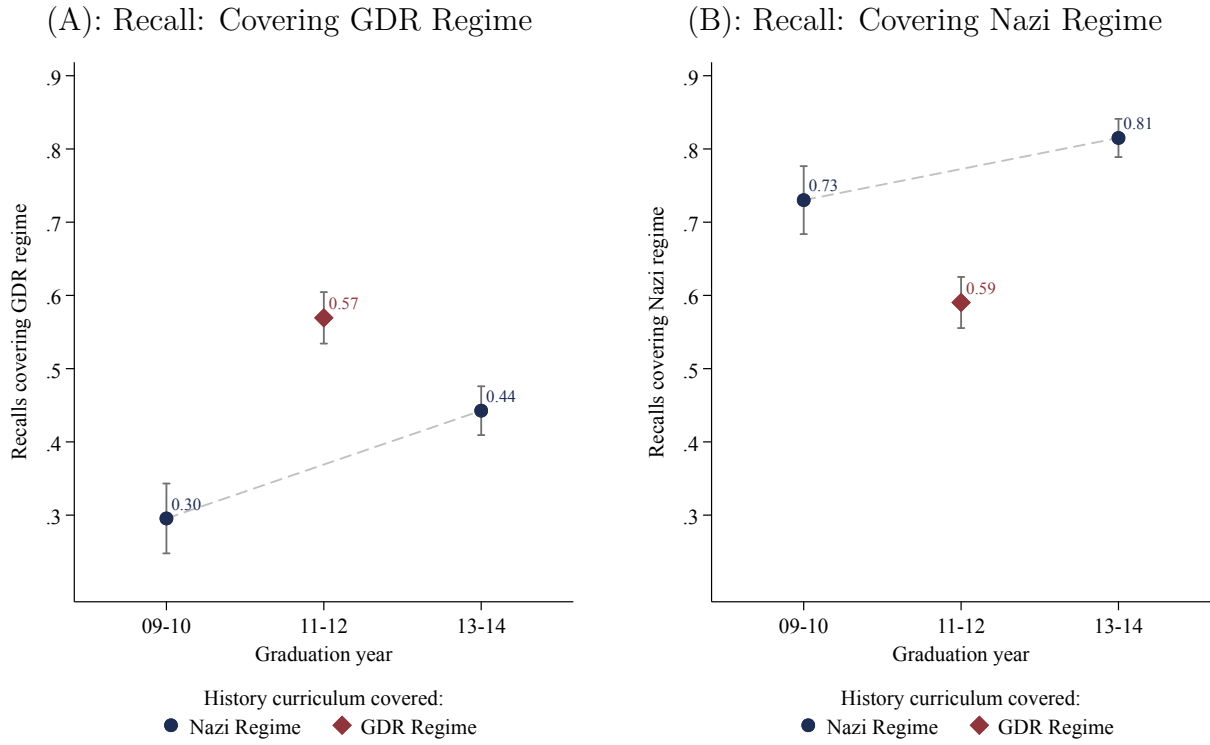 (A): Recall: Covering GDR Regime
.9
.8
.7
.6
.5
.4
.3
Recalls covering GDR regime
0.30
0.57
0.44
09-10 11-12 13-14
Graduation year
History curriculum covered:
Nazi Regime GDR Regime
(B): Recall: Covering Nazi Regime
.9
.8
.7
.6
.5
.4
.3
Recalls covering Nazi regime
0.73
0.59
0.81
09-10 11-12 13-14
Graduation year
History curriculum covered:
Nazi Regime GDR Regime